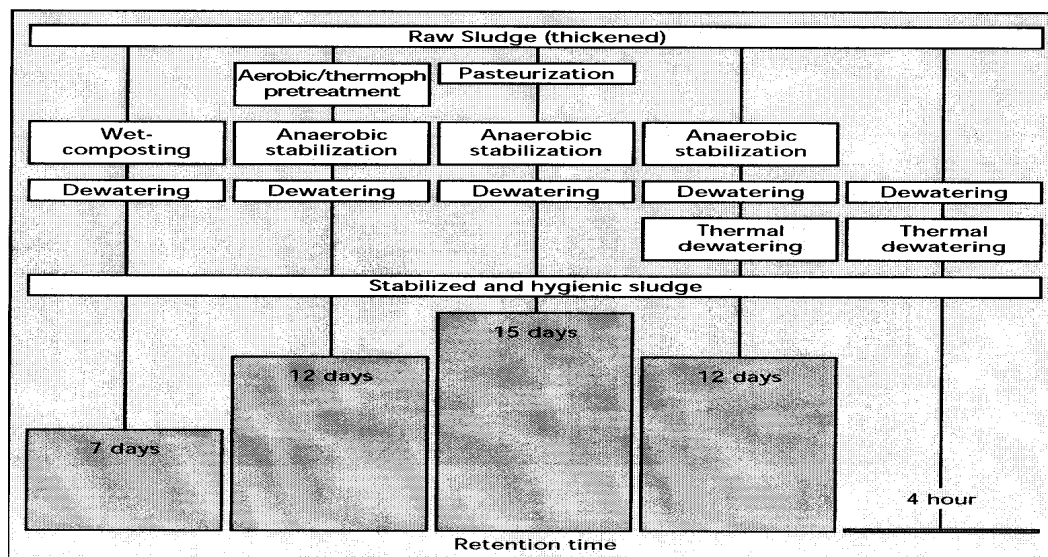 Raw Sludge (thickened)
Aerobic/thermoph
pretreatment
Pasteurization
Wet-
composting
Anaerobic
stabilization
Anaerobic
stabilization
Anaerobic
stabilization
Dewatering
Dewatering
Dewatering
Dewatering
Dewatering
Thermal
dewatering
Thermal
dewatering
Stabilized and hygienic sludge
15 days
12 days
12 days
7 days
4 hour
Retention time